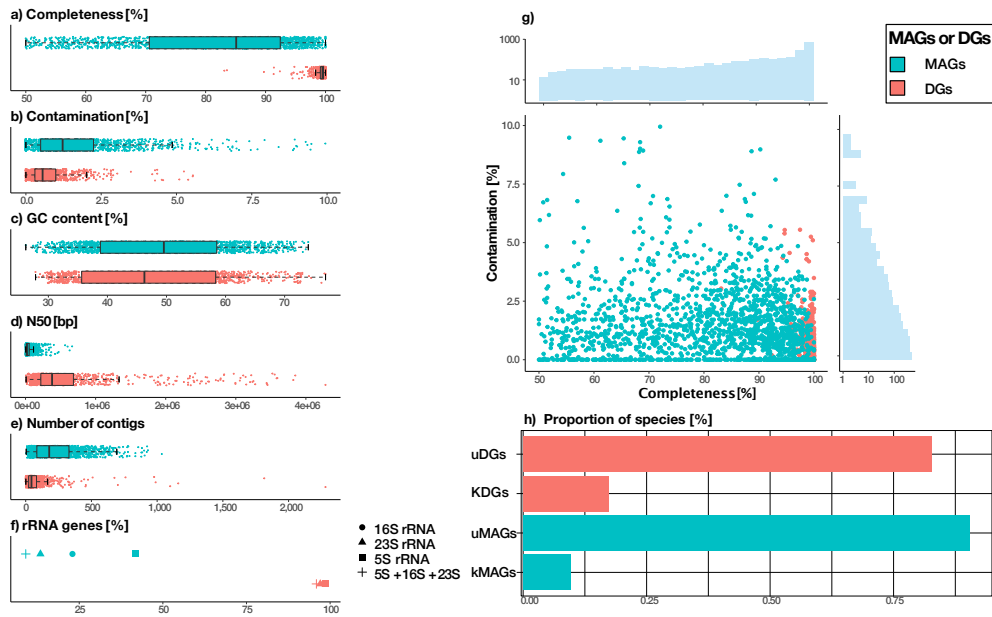 a) Completeness [%]
50 60 70 80 90 100
b) Contamination [%]
0.0 2.5 5.0 7.5 10.0
c) GC content [%]
30 40 50 60 70
d) N50 [bp]
0e+00 1e+06 2e+06 3e+06 4e+06
e) Number of contigs
0 500 1,000 1,500 2,000
f) rRNA genes [%]
25 50 75 100
16S rRNA
23S rRNA
5S rRNA
5S +16S +23S
g)
1000
10
MAGs or DGs
MAGs
DGs
Contamination [%]
10.0
7.5
5.0
2.5
0.0
50 60 70 80 90 100
Completeness [%]
1 10 100
h) Proportion of species [%]
uDGs
KDGs
uMAGs
kMAGs
0.00 0.25 0.50 0.75